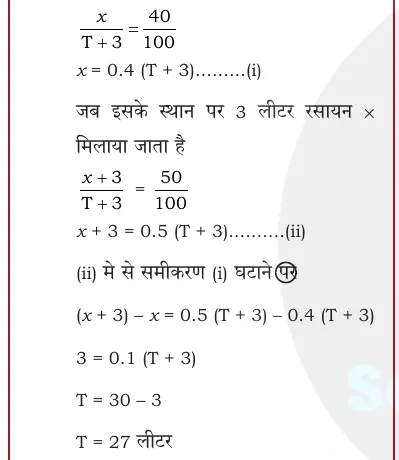 x/(T + 3) = 40/100
x = 0.4 (T + 3).........(i)
जब इसके स्थान पर 3 लीटर रसायन ×
मिलाया जाता है
(x + 3)/(T + 3) = 50/100
x + 3 = 0.5 (T + 3)..........(ii)
(ii) मे से समीकरण (i) घटाने पर
(x + 3) – x = 0.5 (T + 3) – 0.4 (T + 3)
3 = 0.1 (T + 3)
T = 30 – 3
T = 27 लीटर